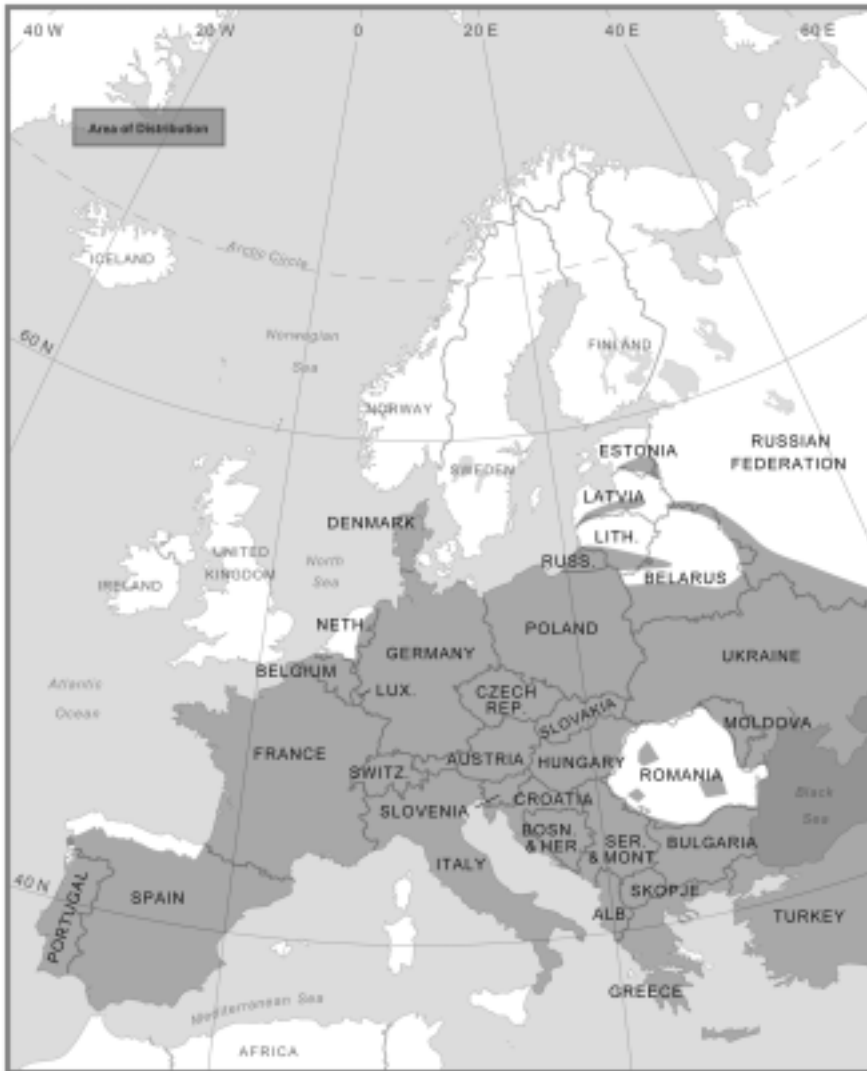 40 W
20 W
0
20 E
40 E
60 E
Area of Distribution
ICELAND
Arctic Circle
Norwegian
Sea
60 N
FINLAND
NORWAY
SWEDEN
ESTONIA
RUSSIAN
FEDERATION
LATVIA
DENMARK
LITH.
UNITED
KINGDOM
North
Sea
RUSS.
BELARUS
IRELAND
NETH.
POLAND
GERMANY
UKRAINE
BELGIUM
Atlantic
Ocean
LUX.
CZECH
REP.
SLOVAKIA
MOLDOVA
FRANCE
AUSTRIA
HUNGARY
SWITZ.
ROMANIA
Black
Sea
SLOVENIA
CROATIA
BOSN.
& HER.
SER.
& MONT.
BULGARIA
ITALY
40 N
SPAIN
PORTUGAL
SKOPJE
ALB.
TURKEY
GREECE
Mediterranean Sea
AFRICA